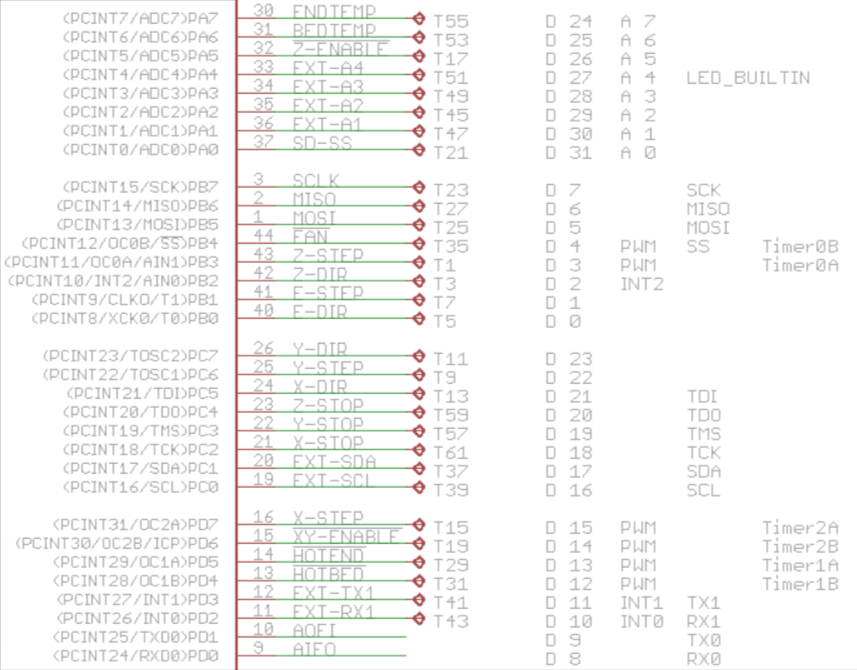 (PCINT7/ADC7)PA7 30 ENDTEMP T55 D 24 A 7
(PCINT6/ADC6)PA6 31 BEDTEMP T53 D 25 A 6
(PCINT5/ADC5)PA5 32 Z-ENABLE T17 D 26 A 5
(PCINT4/ADC4)PA4 33 EXT-A4 T51 D 27 A 4 LED_BUILTIN
(PCINT3/ADC3)PA3 34 EXT-A3 T49 D 28 A 3
(PCINT2/ADC2)PA2 35 EXT-A2 T45 D 29 A 2
(PCINT1/ADC1)PA1 36 EXT-A1 T47 D 30 A 1
(PCINT0/ADC0)PA0 37 SD-SS T21 D 31 A 0
(PCINT15/SCK)PB7 3 SCLK T23 D 7 SCK
(PCINT14/MISO)PB6 2 MISO T27 D 6 MISO
(PCINT13/MOSI)PB5 1 MOSI T25 D 5 MOSI
(PCINT12/OC0B/SS)PB4 44 FAN T35 D 4 PWM SS Timer0B
(PCINT11/OC0A/AIN1)PB3 43 Z-STEP T1 D 3 PWM Timer0A
(PCINT10/INT2/AIN0)PB2 42 Z-DIR T3 D 2 INT2
(PCINT9/CLKO/T1)PB1 41 E-STEP T7 D 1
(PCINT8/XCK0/T0)PB0 40 E-DIR T5 D 0
(PCINT23/TOSC2)PC7 26 Y-DIR T11 D 23
(PCINT22/TOSC1)PC6 25 Y-STEP T9 D 22
(PCINT21/TDI)PC5 24 X-DIR T13 D 21 TDI
(PCINT20/TDO)PC4 23 Z-STOP T59 D 20 TDO
(PCINT19/TMS)PC3 22 Y-STOP T57 D 19 TMS
(PCINT18/TCK)PC2 21 X-STOP T61 D 18 TCK
(PCINT17/SDA)PC1 20 EXT-SDA T37 D 17 SDA
(PCINT16/SCL)PC0 19 EXT-SCL T39 D 16 SCL
(PCINT31/OC2A)PD7 16 X-STEP T15 D 15 PWM Timer2A
(PCINT30/OC2B/ICP)PD6 15 XY-ENABLE T19 D 14 PWM Timer2B
(PCINT29/OC1A)PD5 14 HOTEND T29 D 13 PWM Timer1A
(PCINT28/OC1B)PD4 13 HOTBED T31 D 12 PWM Timer1B
(PCINT27/INT1)PD3 12 EXT-TX1 T41 D 11 INT1 TX1
(PCINT26/INT0)PD2 11 EXT-RX1 T43 D 10 INT0 RX1
(PCINT25/TXD0)PD1 10 AOFI D 9 TX0
(PCINT24/RXD0)PD0 9 AIFO D 8 RX0